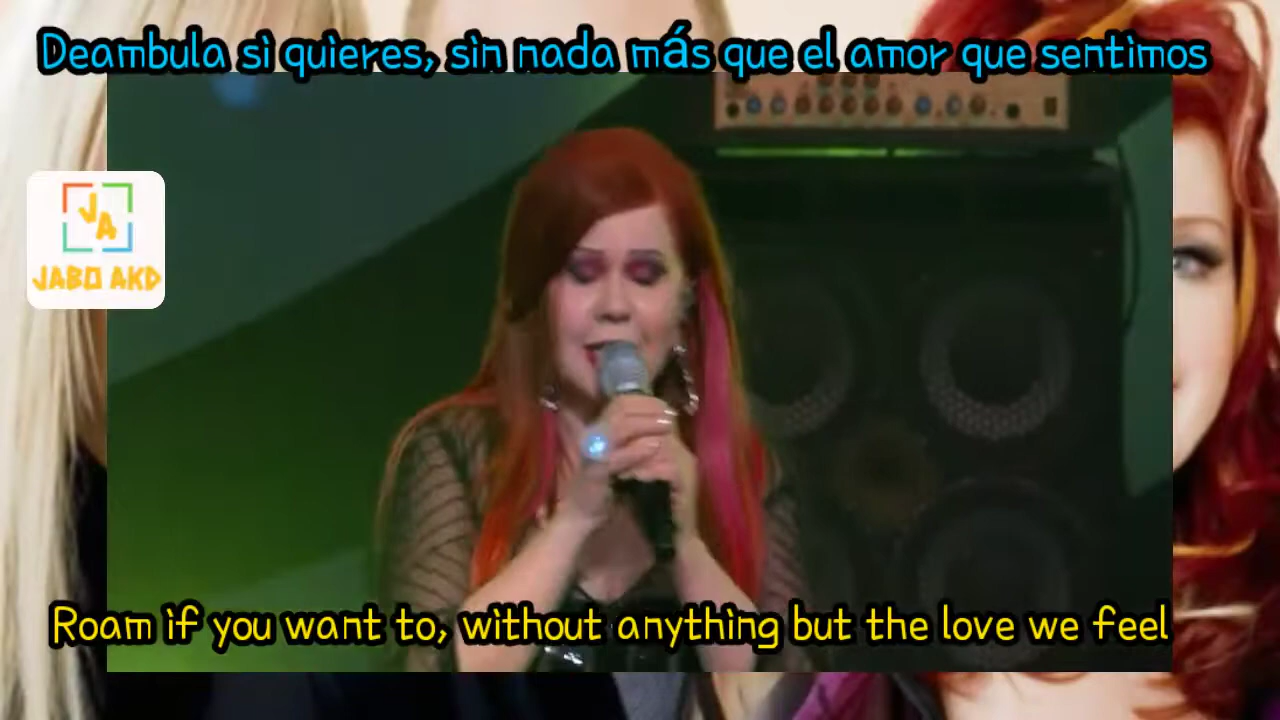 Deambula si quieres, sin nada más que el amor que sentimos
JA
JABO AKD
Roam if you want to, without anything but the love we feel